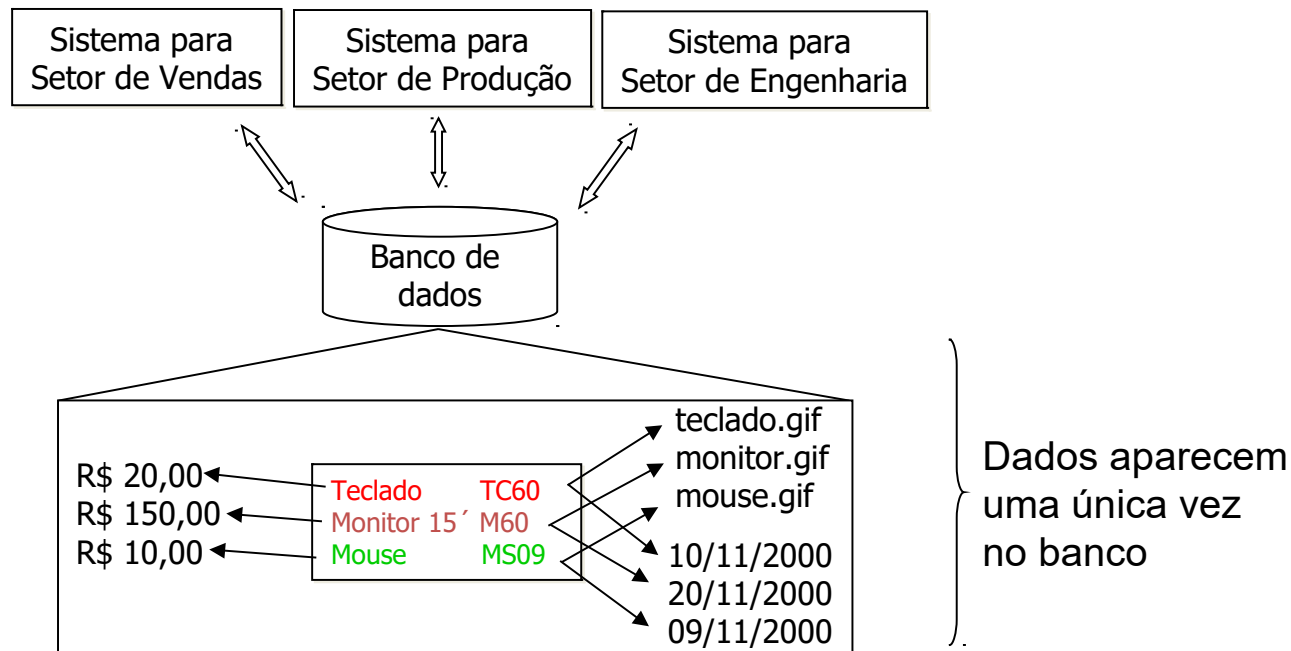 Sistema para
Setor de Vendas
Sistema para
Setor de Produção
Sistema para
Setor de Engenharia
Banco de
dados
R$ 20,00
R$ 150,00
R$ 10,00
Teclado TC60
Monitor 15´ M60
Mouse MS09
teclado.gif
monitor.gif
mouse.gif
10/11/2000
20/11/2000
09/11/2000
Dados aparecem
uma única vez
no banco